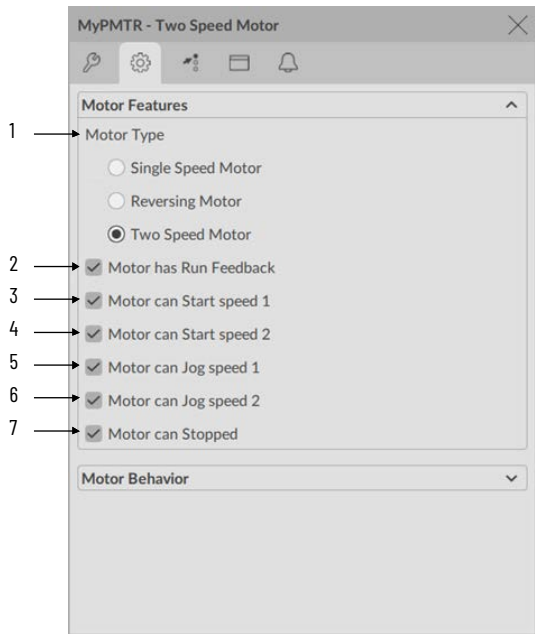 MyPMTR - Two Speed Motor
Motor Features
1 Motor Type
Single Speed Motor
Reversing Motor
Two Speed Motor
2 Motor has Run Feedback
3 Motor can Start speed 1
4 Motor can Start speed 2
5 Motor can Jog speed 1
6 Motor can Jog speed 2
7 Motor can Stopped
Motor Behavior